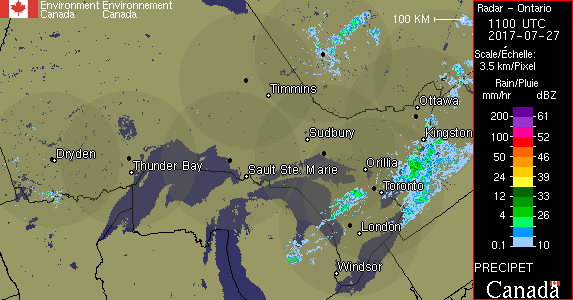 Environment Environnement
Canada Canada
100 KM
Timmins
Ottawa
Sudbury
Kingston
Dryden
Thunder Bay
Sault Ste. Marie
Orillia
Toronto
London
Windsor
Radar - Ontario
1100 UTC
2017-07-27
Scale/Échelle:
3.5 km/Pixel
Rain/Pluie
mm/hr dBZ
200 61
100 52
50 46
24 39
12 33
4 26
0.1 10
PRECIPET
Canada